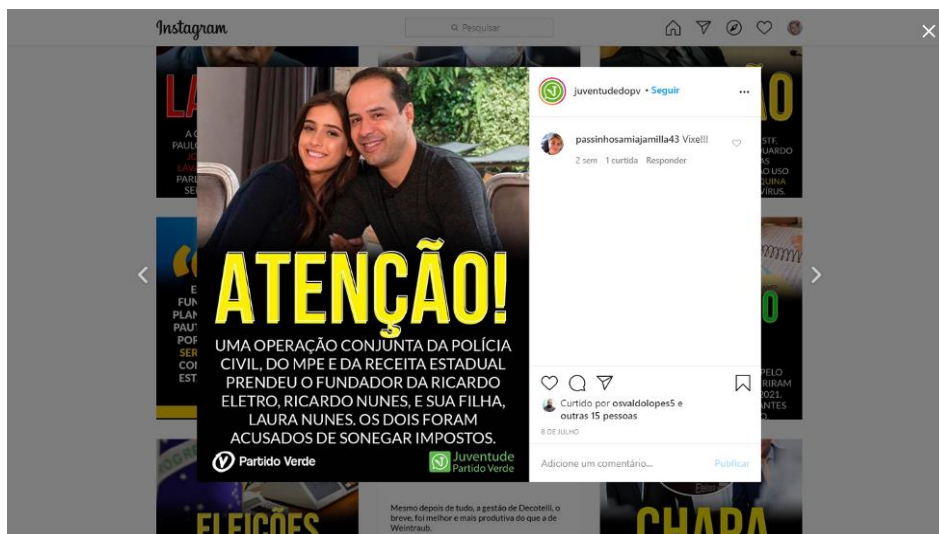 Instagram
Pesquisar
juventudedopv • Seguir
passinhosamiajamilla43 Vixe!!!
2 sem 1 curtida Responder
ATENÇÃO!
UMA OPERAÇÃO CONJUNTA DA POLÍCIA
CIVIL, DO MPE E DA RECEITA ESTADUAL
PRENDEU O FUNDADOR DA RICARDO
ELETRO, RICARDO NUNES, E SUA FILHA,
LAURA NUNES. OS DOIS FORAM
ACUSADOS DE SONEGAR IMPOSTOS.
Partido Verde
Juventude
Partido Verde
Curtido por osvaldolopes5 e
outras 15 pessoas
8 DE JULHO
Adicione um comentário...
Publicar
ELEIÇÕES
Mesmo depois de tudo, a gestão de Decotelli, o
breve, foi melhor e mais produtiva do que a de
Weintraub.
CHAPA